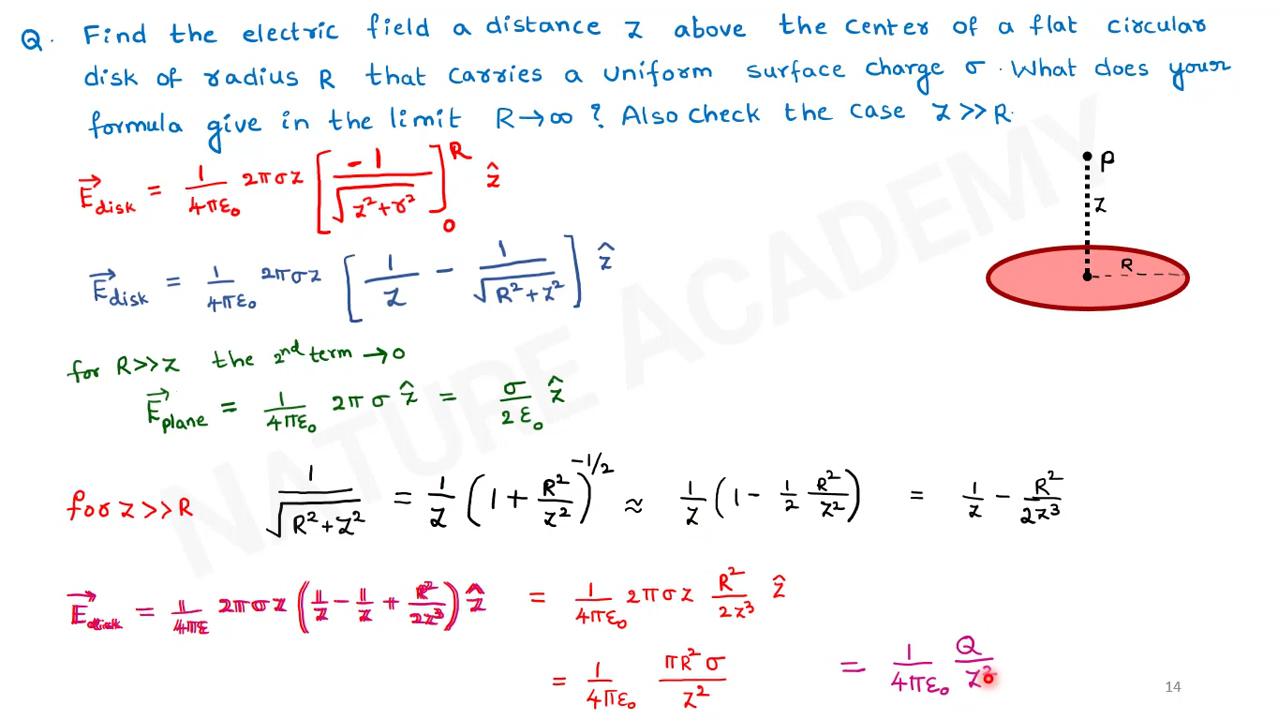 Q. Find the electric field a distance z above the center of a flat circular
disk of radius R that carries a uniform surface charge σ. What does your
formula give in the limit R→∞ ? Also check the case z >> R.
E⃗disk = 1/4πε₀ 2πσz [-1/√(z²+r²)]₀ᴿ ẑ
P
z
R
E⃗disk = 1/4πε₀ 2πσz [1/z - 1/√(R²+z²)] ẑ
for R>>z the 2nd term →0
E⃗plane = 1/4πε₀ 2πσ ẑ = σ/2ε₀ ẑ
for z>>R 1/√(R²+z²) = 1/z (1 + R²/z²)^-1/2 ≈ 1/z (1 - 1/2 R²/z²) = 1/z - R²/2z³
E⃗disk = 1/4πε 2πσz (1/z - 1/z + R²/2z³) ẑ = 1/4πε₀ 2πσz R²/2z³ ẑ
= 1/4πε₀ πR²σ/z² = 1/4πε₀ Q/z²
14
NATURE ACADEMY